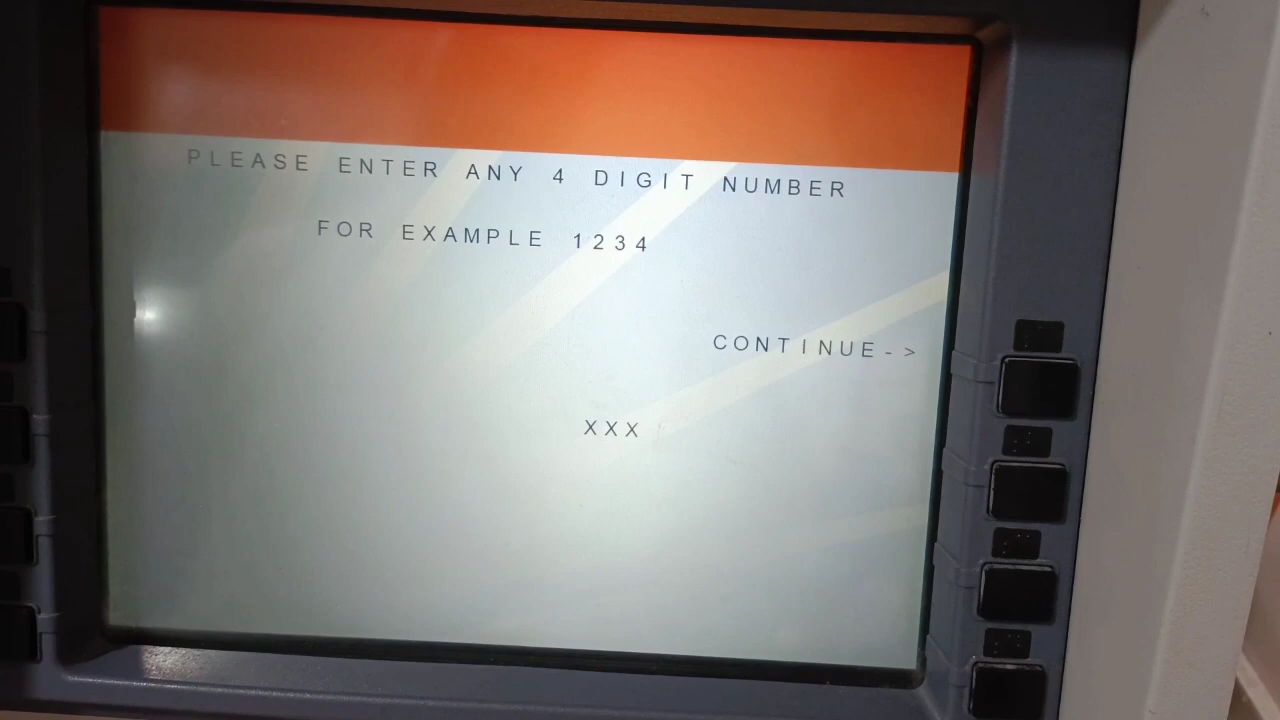 PLEASE ENTER ANY 4 DIGIT NUMBER
FOR EXAMPLE 1234
CONTINUE->
XXX